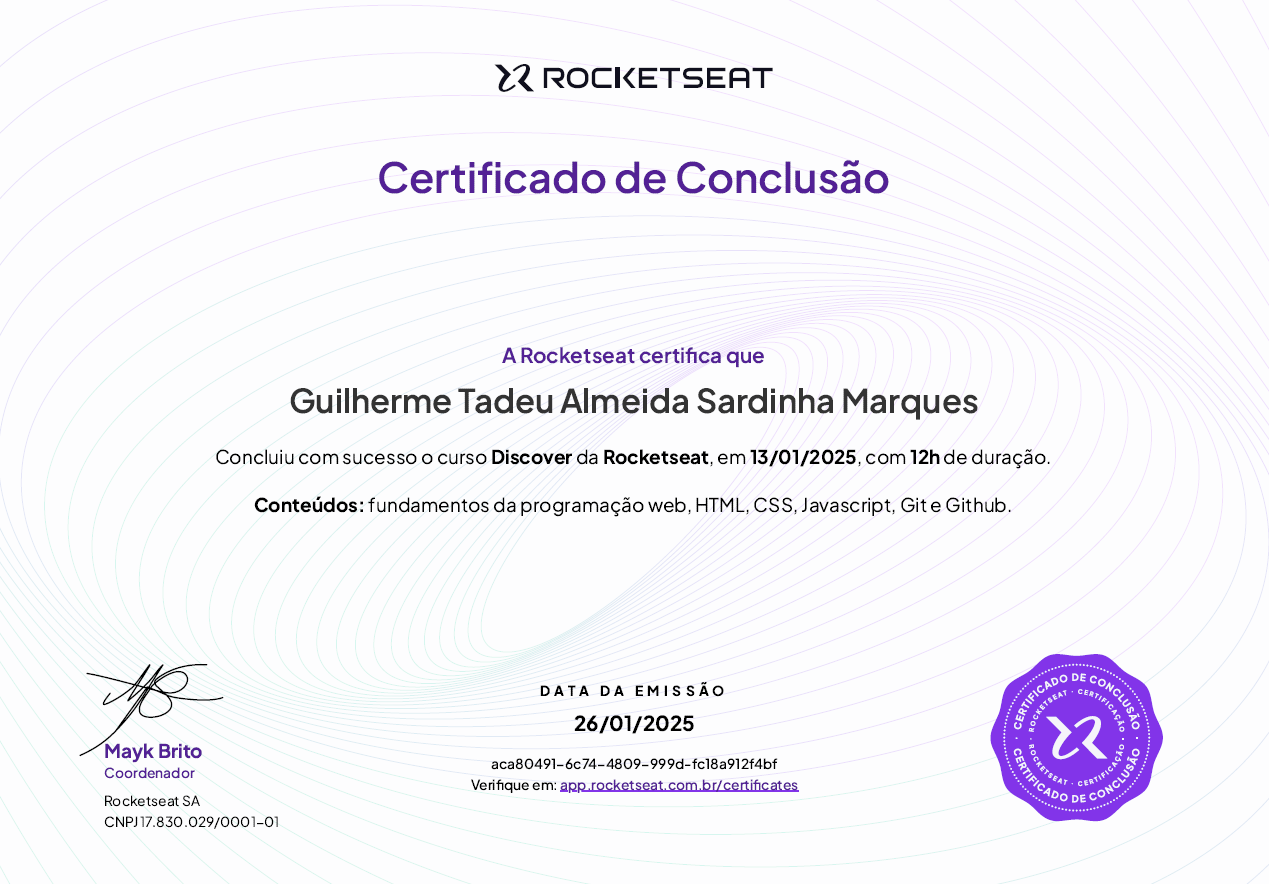 ROCKETSEAT
Certificado de Conclusão
A Rocketseat certifica que
Guilherme Tadeu Almeida Sardinha Marques
Concluiu com sucesso o curso Discover da Rocketseat, em 13/01/2025, com 12h de duração.
Conteúdos: fundamentos da programação web, HTML, CSS, Javascript, Git e Github.
Mayk Brito
Coordenador
Rocketseat SA
CNPJ 17.830.029/0001-01
DATA DA EMISSÃO
26/01/2025
aca80491-6c74-4809-999d-fc18a912f4bf
Verifique em: app.rocketseat.com.br/certificates
CERTIFICADO DE CONCLUSÃO
ROCKETSEAT · CERTIFICAÇÃO
ROCKETSEAT · CERTIFICAÇÃO
CERTIFICADO DE CONCLUSÃO